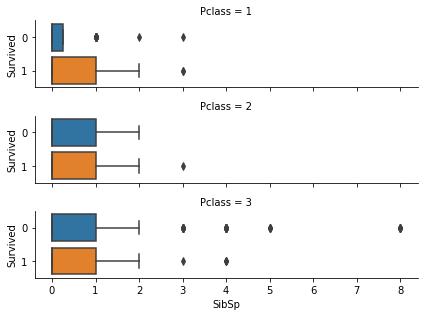 Pclass = 1
Survived
0
1
Pclass = 2
Survived
0
1
Pclass = 3
Survived
0
1
0 1 2 3 4 5 6 7 8
SibSp